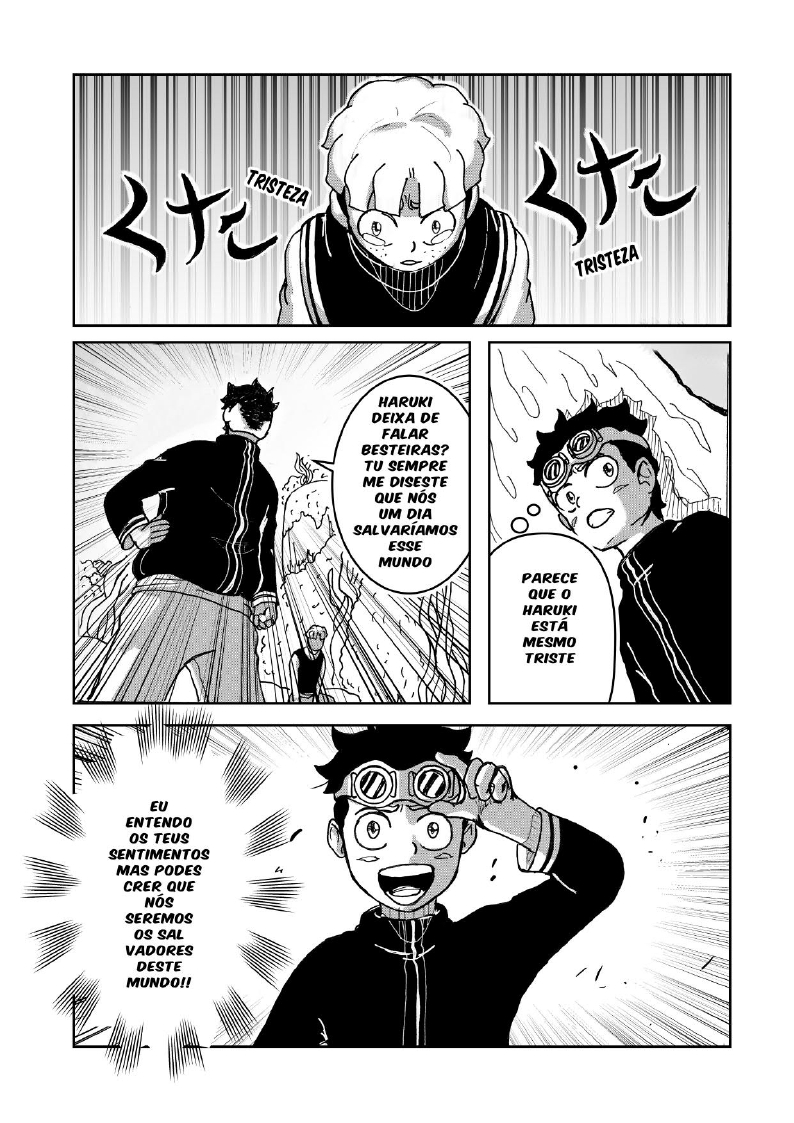 くたこ
TRISTEZA
くたこ
TRISTEZA
HARUKI
DEIXA DE
FALAR
BESTEIRAS?
TU SEMPRE
ME DISESTE
QUE NÓS
UM DIA
SALVARÍAMOS
ESSE
MUNDO
PARECE
QUE O
HARUKI
ESTÁ
MESMO
TRISTE
EU
ENTENDO
OS TEUS
SENTIMENTOS
MAS PODES
CRER QUE
NÓS
SEREMOS
OS SAL
VADORES
DESTE
MUNDO!!